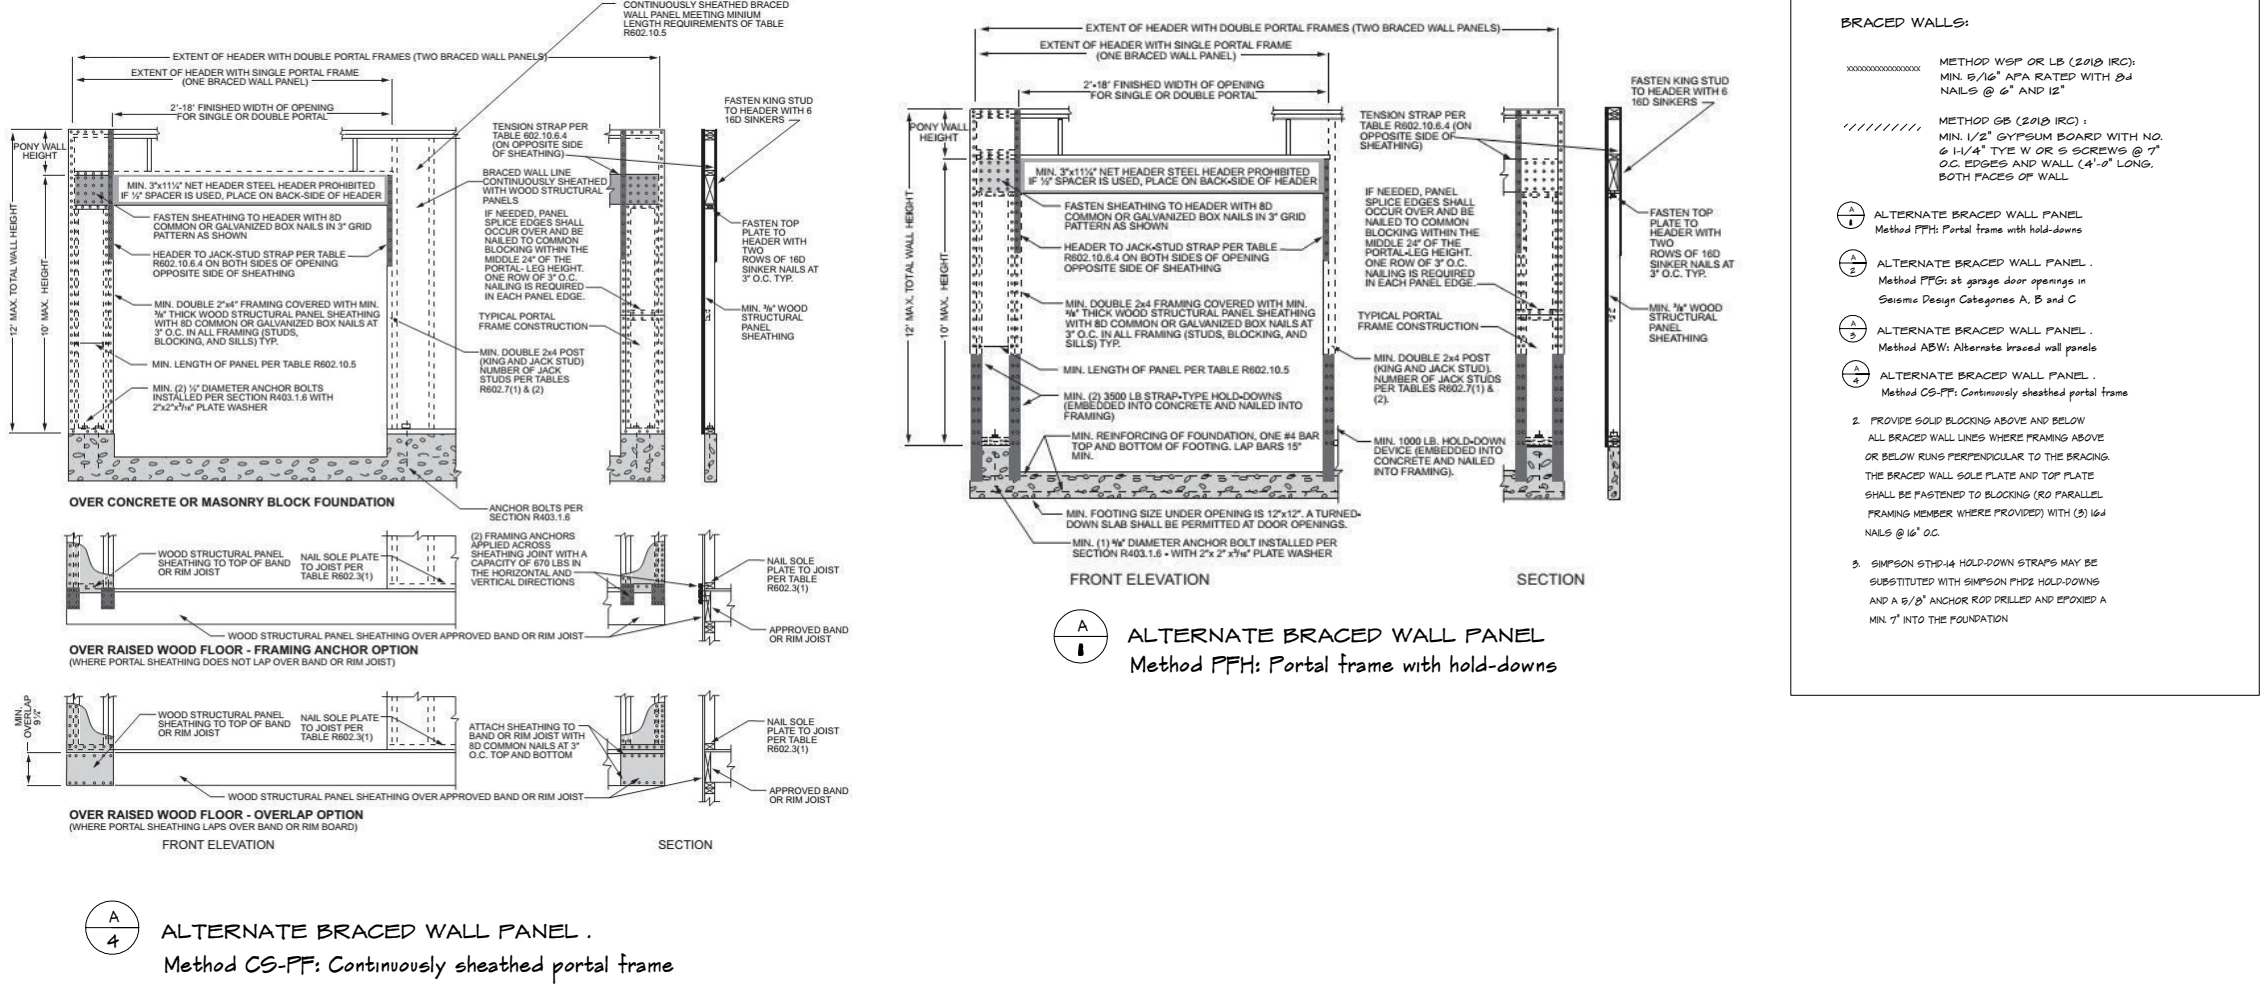 CONTINUOUSLY SHEATHED BRACED
WALL PANEL MEETING MINIUM
LENGTH REQUIREMENTS OF TABLE
R602.10.5
EXTENT OF HEADER WITH DOUBLE PORTAL FRAMES (TWO BRACED WALL PANELS)
EXTENT OF HEADER WITH SINGLE PORTAL FRAME
(ONE BRACED WALL PANEL)
2'-18' FINISHED WIDTH OF OPENING
FOR SINGLE OR DOUBLE PORTAL
PONY WALL
HEIGHT
12' MAX. TOTAL WALL HEIGHT
10' MAX. HEIGHT
MIN. 3"x11¼" NET HEADER STEEL HEADER PROHIBITED
IF ½" SPACER IS USED, PLACE ON BACK-SIDE OF HEADER
FASTEN SHEATHING TO HEADER WITH 8D
COMMON OR GALVANIZED BOX NAILS IN 3" GRID
PATTERN AS SHOWN
HEADER TO JACK-STUD STRAP PER TABLE
R602.10.6.4 ON BOTH SIDES OF OPENING
OPPOSITE SIDE OF SHEATHING
MIN. DOUBLE 2"x4" FRAMING COVERED WITH MIN.
⅜" THICK WOOD STRUCTURAL PANEL SHEATHING
WITH 8D COMMON OR GALVANIZED BOX NAILS AT
3" O.C. IN ALL FRAMING (STUDS,
BLOCKING, AND SILLS) TYP.
MIN. LENGTH OF PANEL PER TABLE R602.10.5
MIN. (2) ½" DIAMETER ANCHOR BOLTS
INSTALLED PER SECTION R403.1.6 WITH
2"x2"x³/₁₆" PLATE WASHER
TENSION STRAP PER
TABLE 602.10.6.4
(ON OPPOSITE SIDE
OF SHEATHING)
BRACED WALL LINE
CONTINUOUSLY SHEATHED
WITH WOOD STRUCTURAL
PANELS
IF NEEDED, PANEL
SPLICE EDGES SHALL
OCCUR OVER AND BE
NAILED TO COMMON
BLOCKING WITHIN THE
MIDDLE 24" OF THE
PORTAL- LEG HEIGHT.
ONE ROW OF 3" O.C.
NAILING IS REQUIRED
IN EACH PANEL EDGE.
TYPICAL PORTAL
FRAME CONSTRUCTION
MIN. DOUBLE 2x4 POST
(KING AND JACK STUD)
NUMBER OF JACK
STUDS PER TABLES
R602.7(1) & (2)
FASTEN KING STUD
TO HEADER WITH 6
16D SINKERS
FASTEN TOP
PLATE TO
HEADER WITH
TWO
ROWS OF 16D
SINKER NAILS AT
3" O.C. TYP.
MIN. ⅜" WOOD
STRUCTURAL
PANEL
SHEATHING
OVER CONCRETE OR MASONRY BLOCK FOUNDATION
ANCHOR BOLTS PER
SECTION R403.1.6
WOOD STRUCTURAL PANEL
SHEATHING TO TOP OF BAND
OR RIM JOIST
NAIL SOLE PLATE
TO JOIST PER
TABLE R602.3(1)
(2) FRAMING ANCHORS
APPLIED ACROSS
SHEATHING JOINT WITH A
CAPACITY OF 670 LBS IN
THE HORIZONTAL AND
VERTICAL DIRECTIONS
NAIL SOLE
PLATE TO JOIST
PER TABLE
R602.3(1)
WOOD STRUCTURAL PANEL SHEATHING OVER APPROVED BAND OR RIM JOIST
APPROVED BAND
OR RIM JOIST
OVER RAISED WOOD FLOOR - FRAMING ANCHOR OPTION
(WHERE PORTAL SHEATHING DOES NOT LAP OVER BAND OR RIM JOIST)
MIN.
OVERLAP
9¼"
WOOD STRUCTURAL PANEL
SHEATHING TO TOP OF BAND
OR RIM JOIST
NAIL SOLE PLATE
TO JOIST PER
TABLE R602.3(1)
ATTACH SHEATHING TO
BAND OR RIM JOIST WITH
8D COMMON NAILS AT 3"
O.C. TOP AND BOTTOM
NAIL SOLE
PLATE TO JOIST
PER TABLE
R602.3(1)
WOOD STRUCTURAL PANEL SHEATHING OVER APPROVED BAND OR RIM JOIST
APPROVED BAND
OR RIM JOIST
OVER RAISED WOOD FLOOR - OVERLAP OPTION
(WHERE PORTAL SHEATHING LAPS OVER BAND OR RIM BOARD)
FRONT ELEVATION
SECTION
A
4
ALTERNATE BRACED WALL PANEL .
Method CS-PF: Continuously sheathed portal frame
EXTENT OF HEADER WITH DOUBLE PORTAL FRAMES (TWO BRACED WALL PANELS)
EXTENT OF HEADER WITH SINGLE PORTAL FRAME
(ONE BRACED WALL PANEL)
2'-18' FINISHED WIDTH OF OPENING
FOR SINGLE OR DOUBLE PORTAL
PONY WALL
HEIGHT
12' MAX. TOTAL WALL HEIGHT
10' MAX. HEIGHT
MIN. 3"x11¼" NET HEADER STEEL HEADER PROHIBITED
IF ½" SPACER IS USED, PLACE ON BACK-SIDE OF HEADER
FASTEN SHEATHING TO HEADER WITH 8D
COMMON OR GALVANIZED BOX NAILS IN 3" GRID
PATTERN AS SHOWN
HEADER TO JACK-STUD STRAP PER TABLE
R602.10.6.4 ON BOTH SIDES OF OPENING
OPPOSITE SIDE OF SHEATHING
MIN. DOUBLE 2x4 FRAMING COVERED WITH MIN.
⅜" THICK WOOD STRUCTURAL PANEL SHEATHING
WITH 8D COMMON OR GALVANIZED BOX NAILS AT
3" O.C. IN ALL FRAMING (STUDS, BLOCKING, AND
SILLS) TYP.
MIN. LENGTH OF PANEL PER TABLE R602.10.5
MIN. (2) 3500 LB STRAP-TYPE HOLD-DOWNS
(EMBEDDED INTO CONCRETE AND NAILED INTO
FRAMING)
MIN. REINFORCING OF FOUNDATION, ONE #4 BAR
TOP AND BOTTOM OF FOOTING. LAP BARS 15"
MIN.
MIN. FOOTING SIZE UNDER OPENING IS 12"x12". A TURNED-
DOWN SLAB SHALL BE PERMITTED AT DOOR OPENINGS.
MIN. (1) ⅝" DIAMETER ANCHOR BOLT INSTALLED PER
SECTION R403.1.6 - WITH 2"x 2" x³/₁₆" PLATE WASHER
TENSION STRAP PER
TABLE R602.10.6.4 (ON
OPPOSITE SIDE OF
SHEATHING)
IF NEEDED, PANEL
SPLICE EDGES SHALL
OCCUR OVER AND BE
NAILED TO COMMON
BLOCKING WITHIN THE
MIDDLE 24" OF THE
PORTAL-LEG HEIGHT.
ONE ROW OF 3" O.C.
NAILING IS REQUIRED
IN EACH PANEL EDGE.
TYPICAL PORTAL
FRAME CONSTRUCTION
MIN. DOUBLE 2x4 POST
(KING AND JACK STUD).
NUMBER OF JACK STUDS
PER TABLES R602.7(1) &
(2).
MIN. 1000 LB. HOLD-DOWN
DEVICE (EMBEDDED INTO
CONCRETE AND NAILED
INTO FRAMING).
FASTEN KING STUD
TO HEADER WITH 6
16D SINKERS
FASTEN TOP
PLATE TO
HEADER WITH
TWO
ROWS OF 16D
SINKER NAILS AT
3" O.C. TYP.
MIN. ⅜" WOOD
STRUCTURAL
PANEL
SHEATHING
FRONT ELEVATION
SECTION
A
1
ALTERNATE BRACED WALL PANEL
Method PFH: Portal frame with hold-downs
BRACED WALLS:
XXXXXXXXXXXXXXXXX
METHOD WSP OR LB (2018 IRC):
MIN. 5/16" APA RATED WITH 8d
NAILS @ 6" AND 12"
METHOD GB (2018 IRC) :
MIN. 1/2" GYPSUM BOARD WITH NO.
6 1-1/4" TYE W OR S SCREWS @ 7"
O.C. EDGES AND WALL (4'-0" LONG.
BOTH FACES OF WALL
A
1
ALTERNATE BRACED WALL PANEL
Method PFH: Portal frame with hold-downs
A
2
ALTERNATE BRACED WALL PANEL .
Method PFG: at garage door openings in
Seismic Design Categories A, B and C
A
3
ALTERNATE BRACED WALL PANEL .
Method ABW: Alternate braced wall panels
A
4
ALTERNATE BRACED WALL PANEL .
Method CS-PF: Continuously sheathed portal frame
2. PROVIDE SOLID BLOCKING ABOVE AND BELOW
ALL BRACED WALL LINES WHERE FRAMING ABOVE
OR BELOW RUNS PERPENDICULAR TO THE BRACING.
THE BRACED WALL SOLE PLATE AND TOP PLATE
SHALL BE FASTENED TO BLOCKING (RO PARALLEL
FRAMING MEMBER WHERE PROVIDED) WITH (3) 16d
NAILS @ 16" O.C.
3. SIMPSON STHD-14 HOLD-DOWN STRAPS MAY BE
SUBSTITUTED WITH SIMPSON PHD2 HOLD-DOWNS
AND A 5/8" ANCHOR ROD DRILLED AND EPOXIED A
MIN. 7" INTO THE FOUNDATION